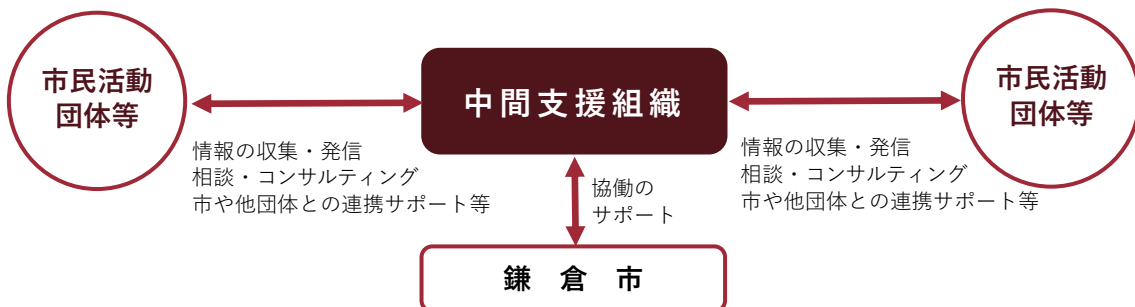 市民活動
団体等
中間支援組織
市民活動
団体等
情報の収集・発信
相談・コンサルティング
市や他団体との連携サポート等
協働の
サポート
情報の収集・発信
相談・コンサルティング
市や他団体との連携サポート等
鎌倉市